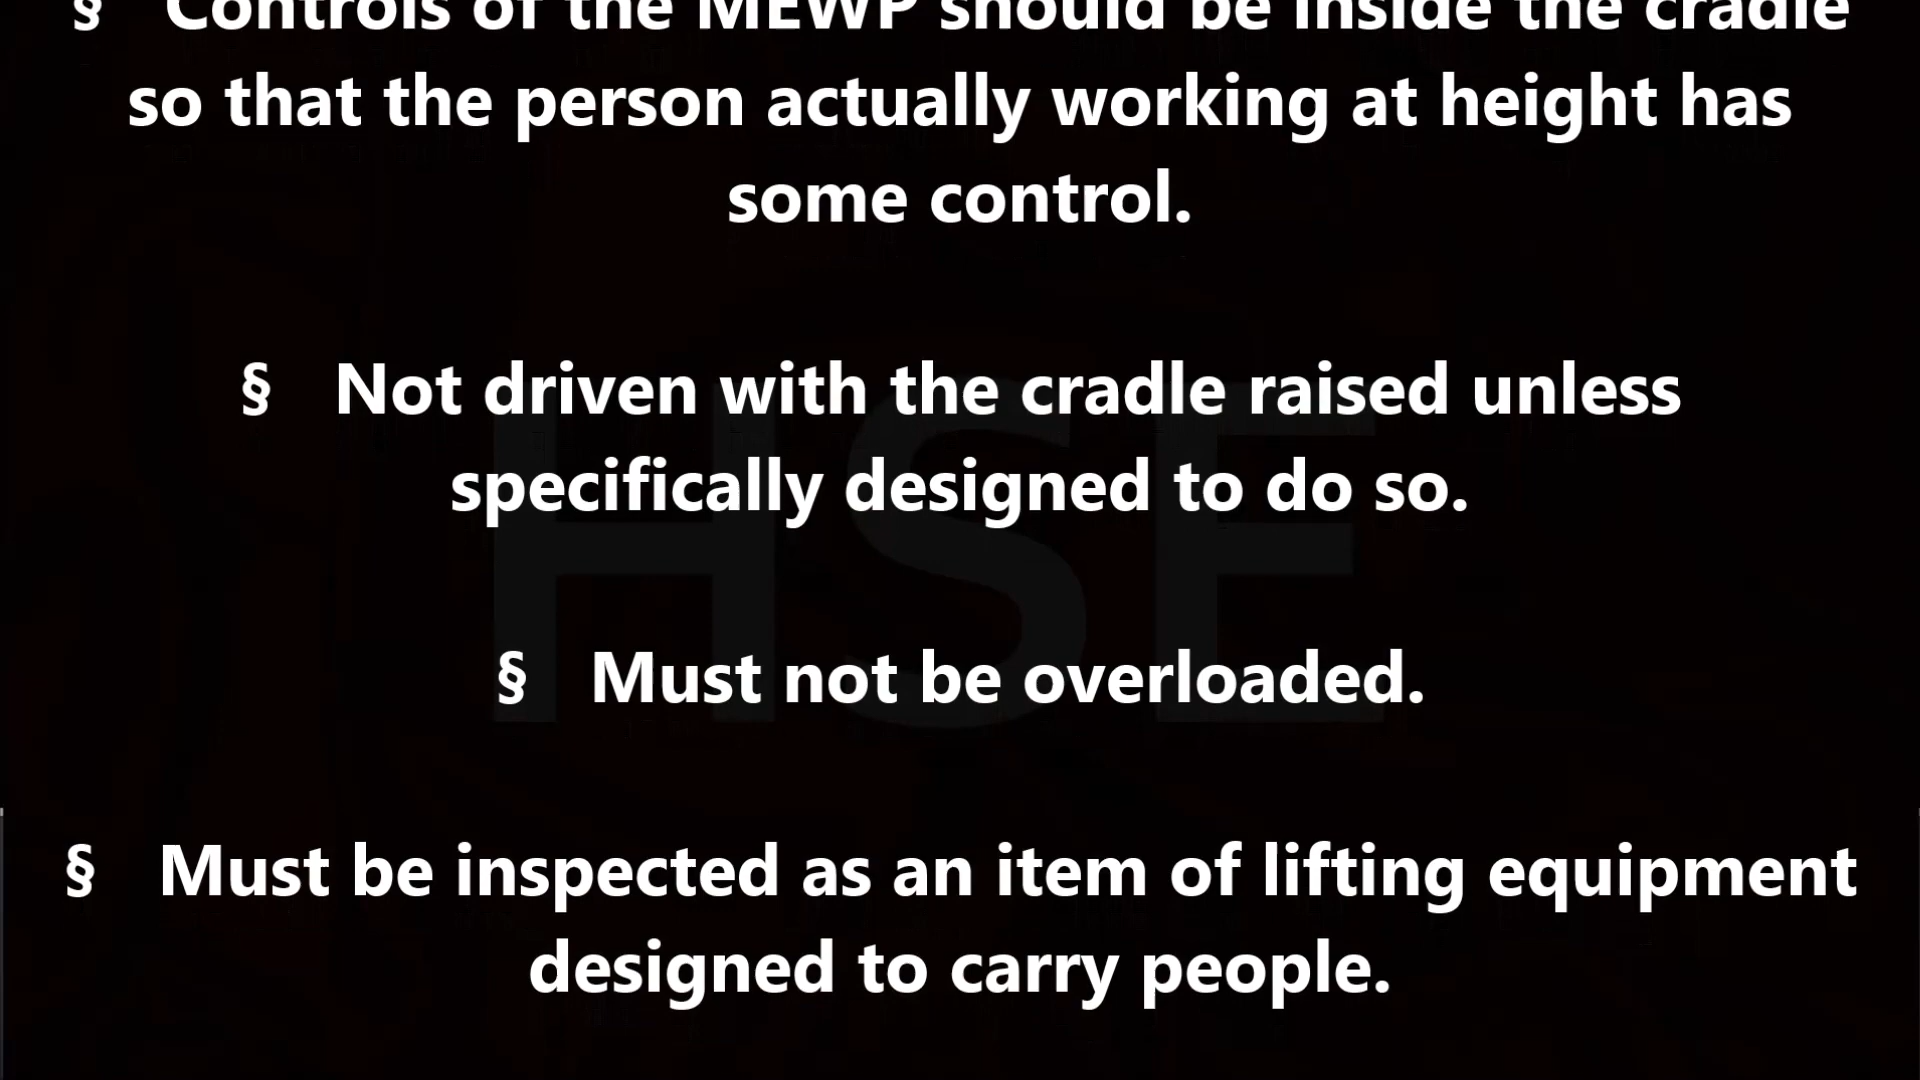 § Controls of the MEWP should be inside the cradle
so that the person actually working at height has
some control.
§ Not driven with the cradle raised unless
specifically designed to do so.
HSE
§ Must not be overloaded.
§ Must be inspected as an item of lifting equipment
designed to carry people.